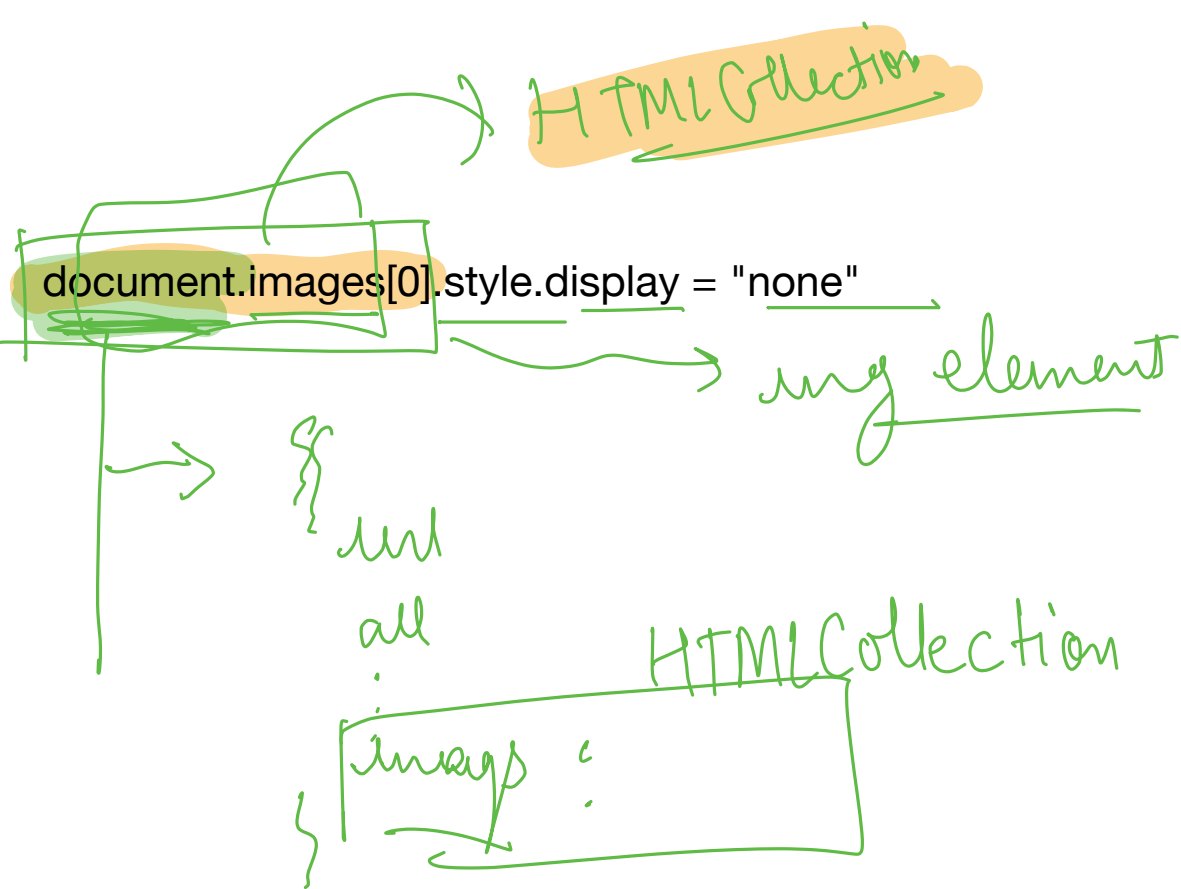 HTMLCollection
document.images[0].style.display = "none"
img element
{
url
all
.
.
HTMLCollection
images :
}